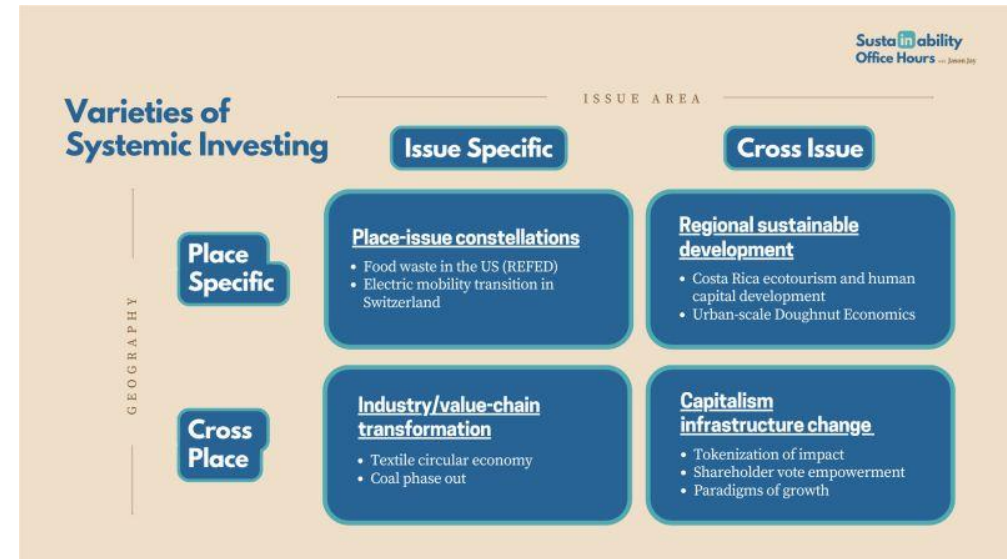 Sustainability
Office Hours with Jason Jay
ISSUE AREA
Varieties of
Systemic Investing
Issue Specific
Cross Issue
GEOGRAPHY
Place
Specific
Place-issue constellations
• Food waste in the US (REFED)
• Electric mobility transition in
Switzerland
Regional sustainable
development
• Costa Rica ecotourism and human
capital development
• Urban-scale Doughnut Economics
Cross
Place
Industry/value-chain
transformation
• Textile circular economy
• Coal phase out
Capitalism
infrastructure change
• Tokenization of impact
• Shareholder vote empowerment
• Paradigms of growth